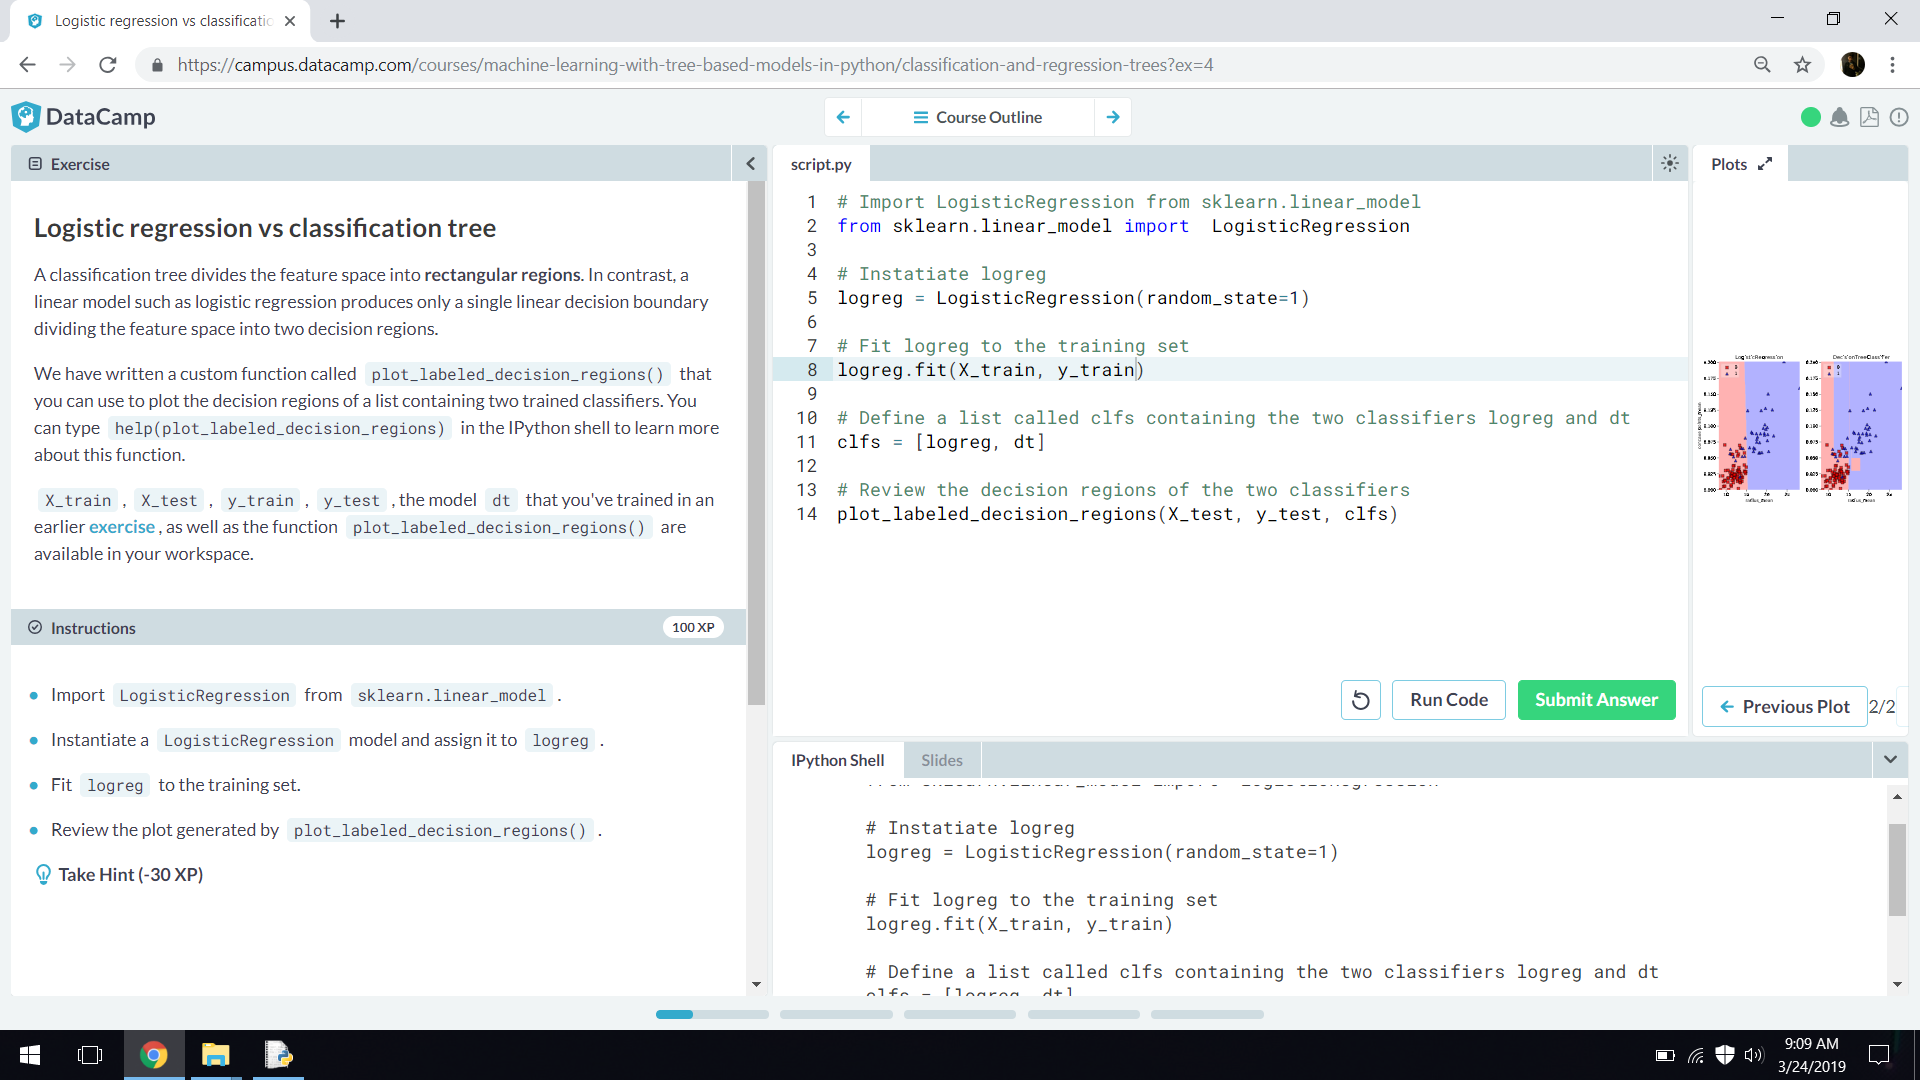 Logistic regression vs classificatio
https://campus.datacamp.com/courses/machine-learning-with-tree-based-models-in-python/classification-and-regression-trees?ex=4
DataCamp
Course Outline
Exercise
Logistic regression vs classification tree
A classification tree divides the feature space into rectangular regions. In contrast, a
linear model such as logistic regression produces only a single linear decision boundary
dividing the feature space into two decision regions.
We have written a custom function called plot_labeled_decision_regions() that
you can use to plot the decision regions of a list containing two trained classifiers. You
can type help(plot_labeled_decision_regions) in the IPython shell to learn more
about this function.
X_train , X_test , y_train , y_test , the model dt that you've trained in an
earlier exercise, as well as the function plot_labeled_decision_regions() are
available in your workspace.
Instructions
100 XP
Import LogisticRegression from sklearn.linear_model .
Instantiate a LogisticRegression model and assign it to logreg .
Fit logreg to the training set.
Review the plot generated by plot_labeled_decision_regions() .
Take Hint (-30 XP)
script.py
1 # Import LogisticRegression from sklearn.linear_model
2 from sklearn.linear_model import  LogisticRegression
3
4 # Instatiate logreg
5 logreg = LogisticRegression(random_state=1)
6
7 # Fit logreg to the training set
8 logreg.fit(X_train, y_train)
9
10 # Define a list called clfs containing the two classifiers logreg and dt
11 clfs = [logreg, dt]
12
13 # Review the decision regions of the two classifiers
14 plot_labeled_decision_regions(X_test, y_test, clfs)
Run Code
Submit Answer
Plots
LogisticRegression
DecisionTreeClassifier
radius_mean
radius_mean
Previous Plot
2/2
IPython Shell
Slides
# Instatiate logreg
logreg = LogisticRegression(random_state=1)
# Fit logreg to the training set
logreg.fit(X_train, y_train)
# Define a list called clfs containing the two classifiers logreg and dt
clfs = [logreg, dt]
9:09 AM
3/24/2019